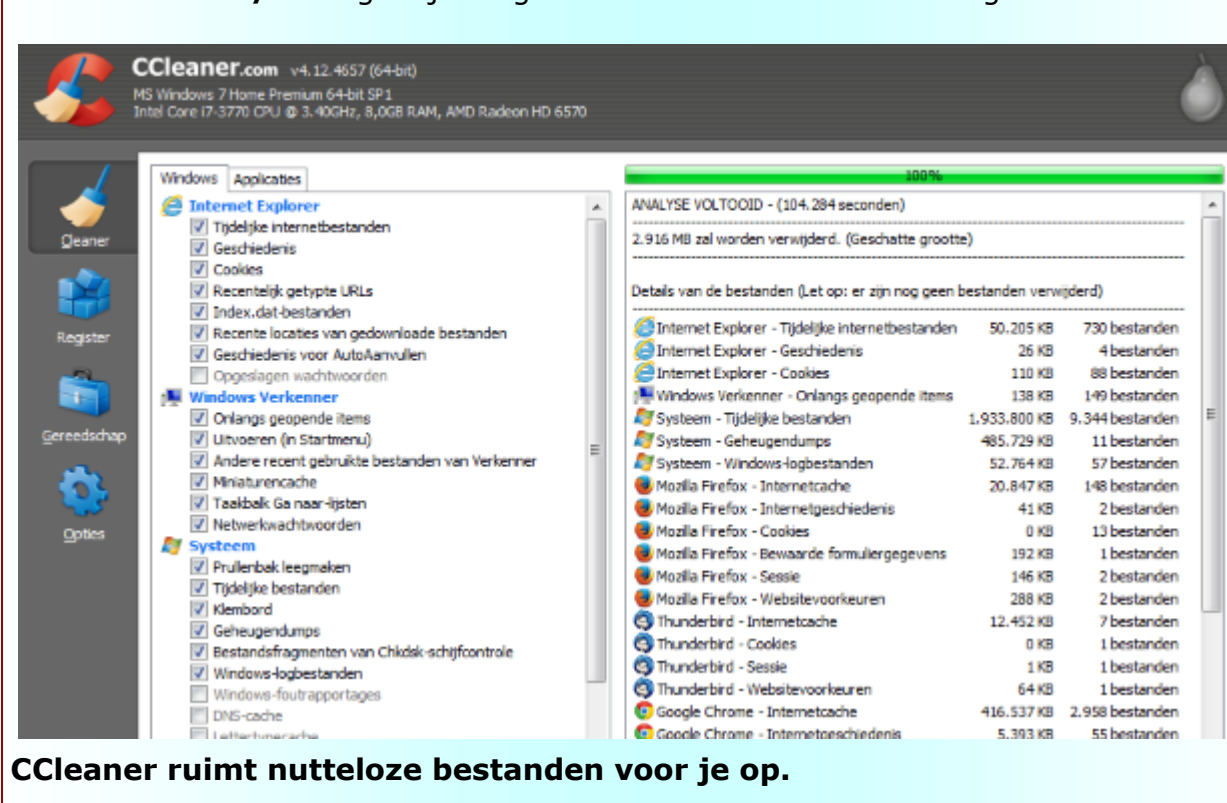 CCleaner.com v4.12.4657 (64-bit)
MS Windows 7 Home Premium 64-bit SP1
Intel Core i7-3770 CPU @ 3.40GHz, 8,0GB RAM, AMD Radeon HD 6570
Cleaner
Register
Gereedschap
Opties
Windows Applicaties
Internet Explorer
Tijdelijke internetbestanden
Geschiedenis
Cookies
Recentelijk getypte URLs
Index.dat-bestanden
Recente locaties van gedownloade bestanden
Geschiedenis voor AutoAanvullen
Opgeslagen wachtwoorden
Windows Verkenner
Onlangs geopende items
Uitvoeren (in Startmenu)
Andere recent gebruikte bestanden van Verkenner
Miniaturencache
Taakbalk Ga naar-lijsten
Netwerkwachtwoorden
Systeem
Prullenbak leegmaken
Tijdelijke bestanden
Klembord
Geheugendumps
Bestandsfragmenten van Chkdsk-schijfcontrole
Windows-logbestanden
Windows-foutrapportages
DNS-cache
Lettertypecache
100%
ANALYSE VOLTOOID - (104.284 seconden)
2.916 MB zal worden verwijderd. (Geschatte grootte)
Details van de bestanden (Let op: er zijn nog geen bestanden verwijderd)
Internet Explorer - Tijdelijke internetbestanden 50.205 KB 730 bestanden
Internet Explorer - Geschiedenis 26 KB 4 bestanden
Internet Explorer - Cookies 110 KB 88 bestanden
Windows Verkenner - Onlangs geopende items 138 KB 149 bestanden
Systeem - Tijdelijke bestanden 1.933.800 KB 9.344 bestanden
Systeem - Geheugendumps 485.729 KB 11 bestanden
Systeem - Windows-logbestanden 52.764 KB 57 bestanden
Mozilla Firefox - Internetcache 20.847 KB 148 bestanden
Mozilla Firefox - Internetgeschiedenis 41 KB 2 bestanden
Mozilla Firefox - Cookies 0 KB 13 bestanden
Mozilla Firefox - Bewaarde formuliergegevens 192 KB 1 bestanden
Mozilla Firefox - Sessie 146 KB 2 bestanden
Mozilla Firefox - Websitevoorkeuren 288 KB 2 bestanden
Thunderbird - Internetcache 12.452 KB 7 bestanden
Thunderbird - Cookies 0 KB 1 bestanden
Thunderbird - Sessie 1 KB 1 bestanden
Thunderbird - Websitevoorkeuren 64 KB 1 bestanden
Google Chrome - Internetcache 416.537 KB 2.958 bestanden
Google Chrome - Internetgeschiedenis 5.393 KB 55 bestanden
CCleaner ruimt nutteloze bestanden voor je op.